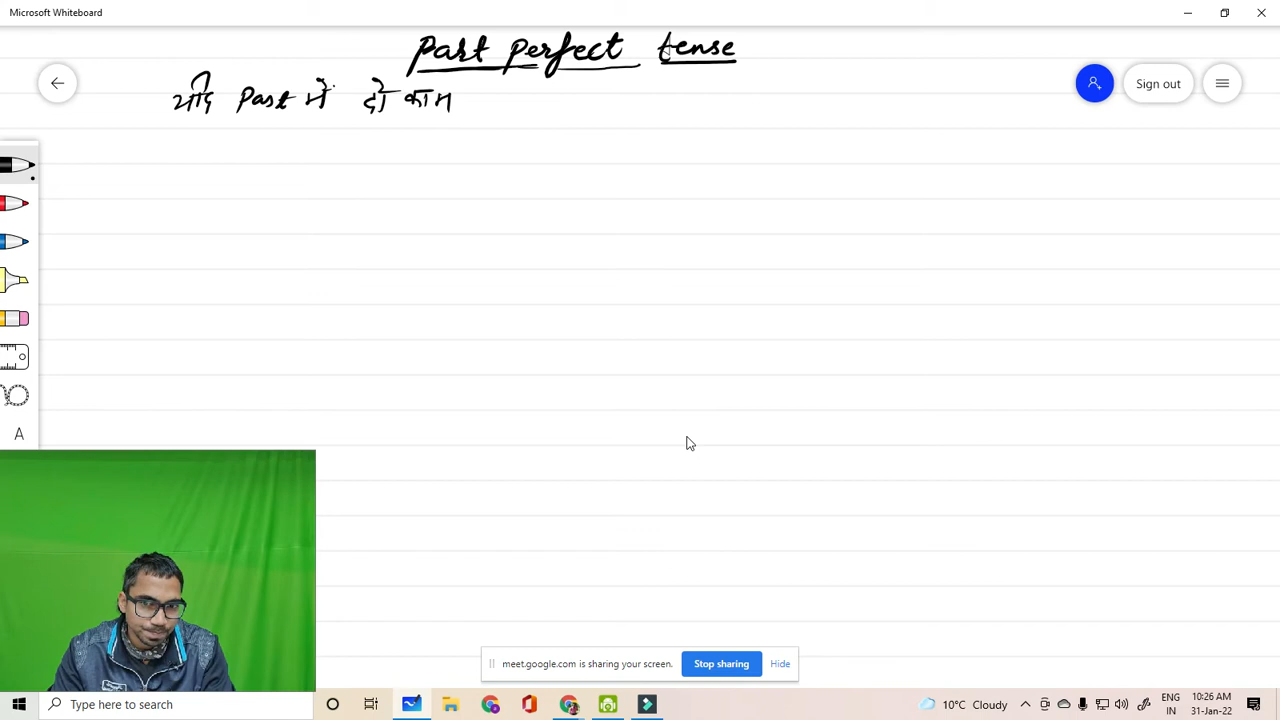 Microsoft Whiteboard
Past perfect tense
यदि Past में दो काम
Sign out
A
meet.google.com is sharing your screen.
Stop sharing
Hide
Type here to search
10°C Cloudy
ENG
IN
10:26 AM
31-Jan-22